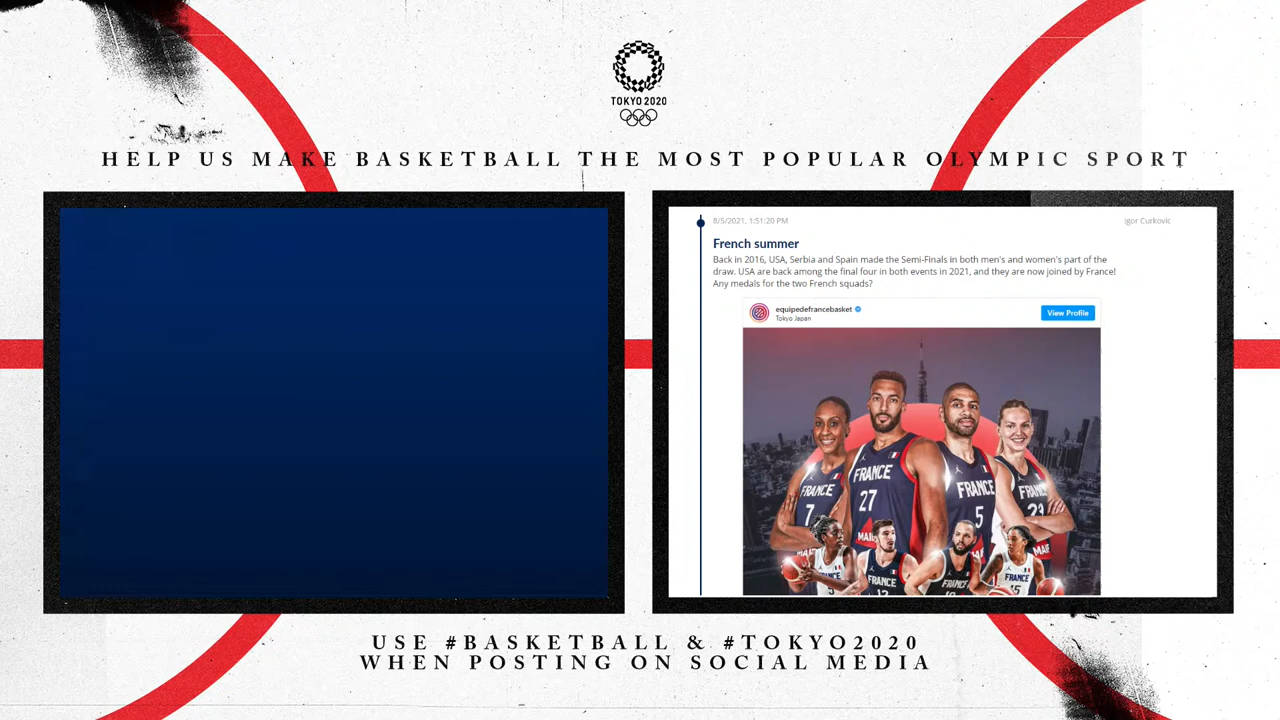 TOKYO 2020
HELP US MAKE BASKETBALL THE MOST POPULAR OLYMPIC SPORT
8/5/2021, 1:51:20 PM
Igor Curkovic
French summer
Back in 2016, USA, Serbia and Spain made the Semi-Finals in both men's and women's part of the
draw. USA are back among the final four in both events in 2021, and they are now joined by France!
Any medals for the two French squads?
equipedefrancebasket
Tokyo Japan
View Profile
FRANCE
27
FRANCE
5
FRANCE
7
FRANCE
MAIF
FRANCE
FRANCE
FRANCE
15
USE #BASKETBALL & #TOKYO2020
WHEN POSTING ON SOCIAL MEDIA